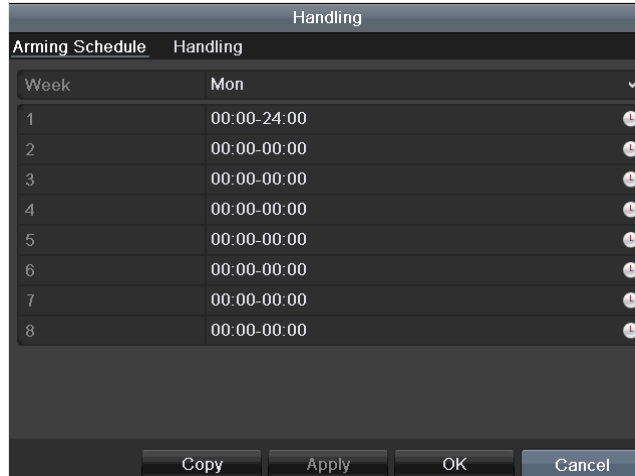 Handling
Arming Schedule Handling
Week Mon
1 00:00-24:00
2 00:00-00:00
3 00:00-00:00
4 00:00-00:00
5 00:00-00:00
6 00:00-00:00
7 00:00-00:00
8 00:00-00:00
Copy Apply OK Cancel